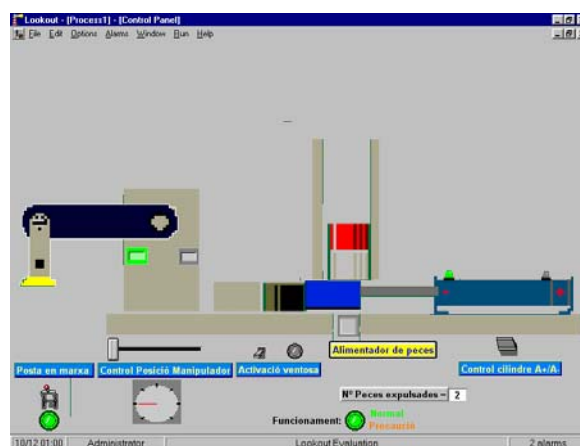 Lookout - [Process1] - [Control Panel]
File Edit Options Alarms Window Run Help
Alimentador de peces
Posta en marxa Control Posició Manipulador Activació ventosa Control cilindre A+/A-
Nº Peces expulsades = 2
Funcionament: Normal
Precaució
10/12 01:00 Administrator Lookout Evaluation 2 alarms